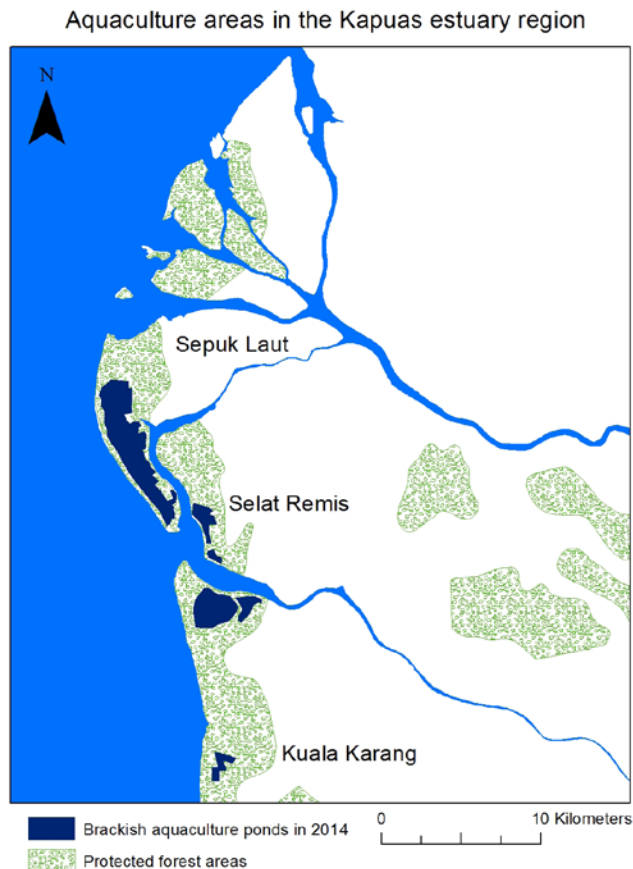 Aquaculture areas in the Kapuas estuary region
N
Sepuk Laut
Selat Remis
Kuala Karang
Brackish aquaculture ponds in 2014
Protected forest areas
0 10 Kilometers